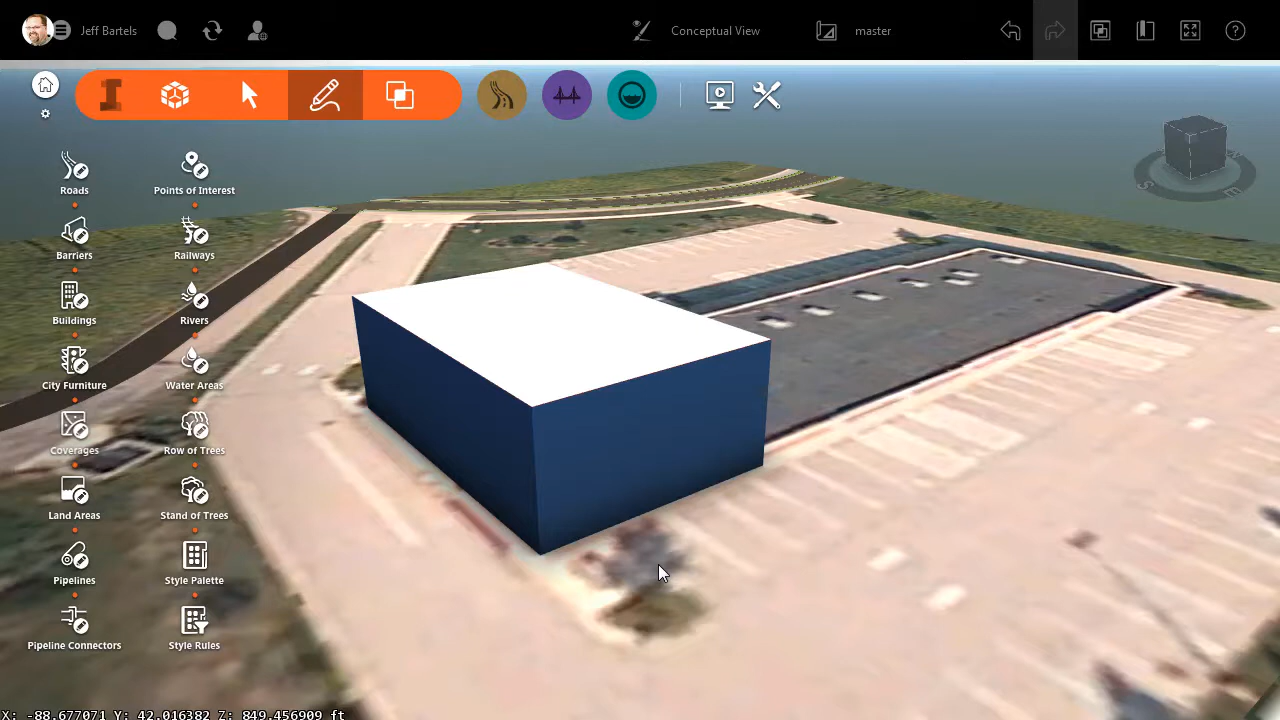 Jeff Bartels
Conceptual View
master
Roads
Points of Interest
Barriers
Railways
Buildings
Rivers
City Furniture
Water Areas
Coverages
Row of Trees
Land Areas
Stand of Trees
Pipelines
Style Palette
Pipeline Connectors
Style Rules
S
E
X: -88.677071 Y: 42.016382 Z: 849.456909 ft